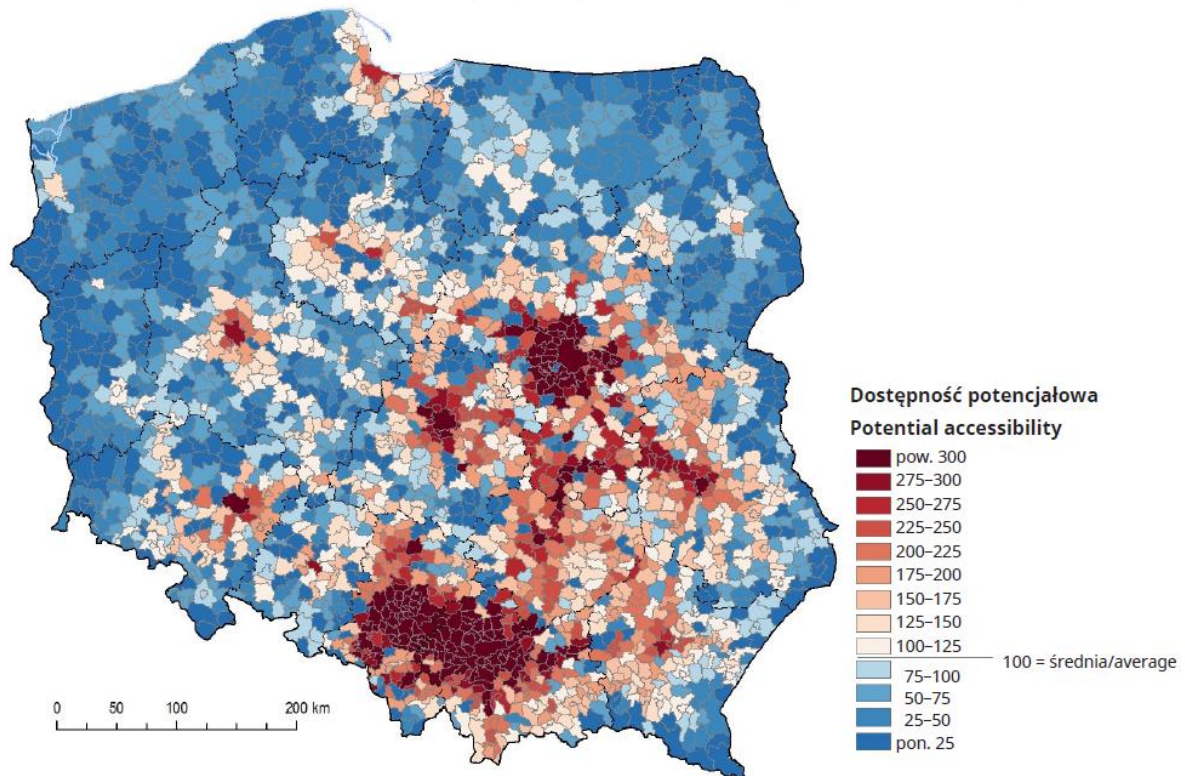 Dostępność potencjałowa
Potential accessibility
pow. 300
275–300
250–275
225–250
200–225
175–200
150–175
125–150
100–125
100 = średnia/average
75–100
50–75
25–50
pon. 25
0 50 100 200 km